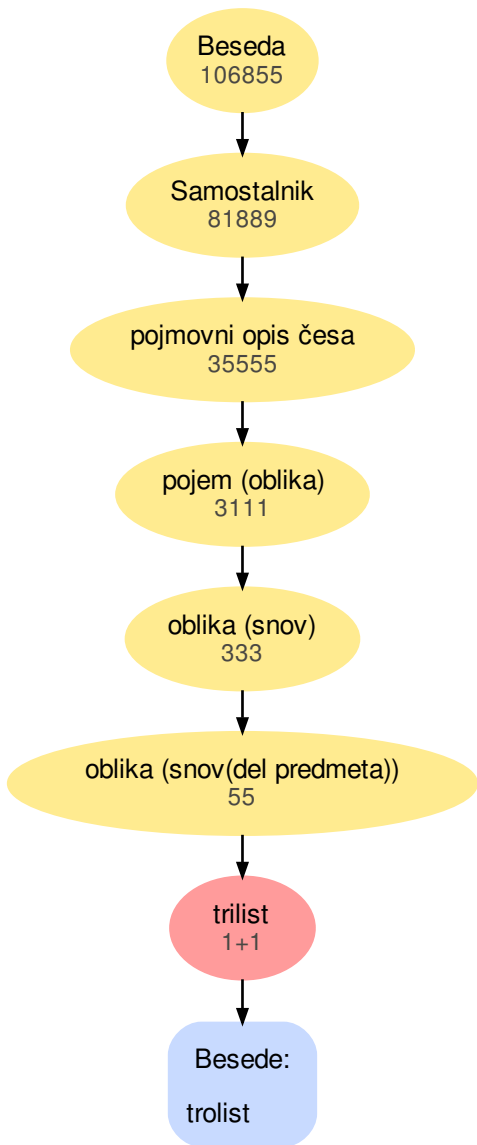 Beseda
106855
Samostalnik
81889
pojmovni opis česa
35555
pojem (oblika)
3111
oblika (snov)
333
oblika (snov(del predmeta))
55
trilist
1+1
Besede:
trolist